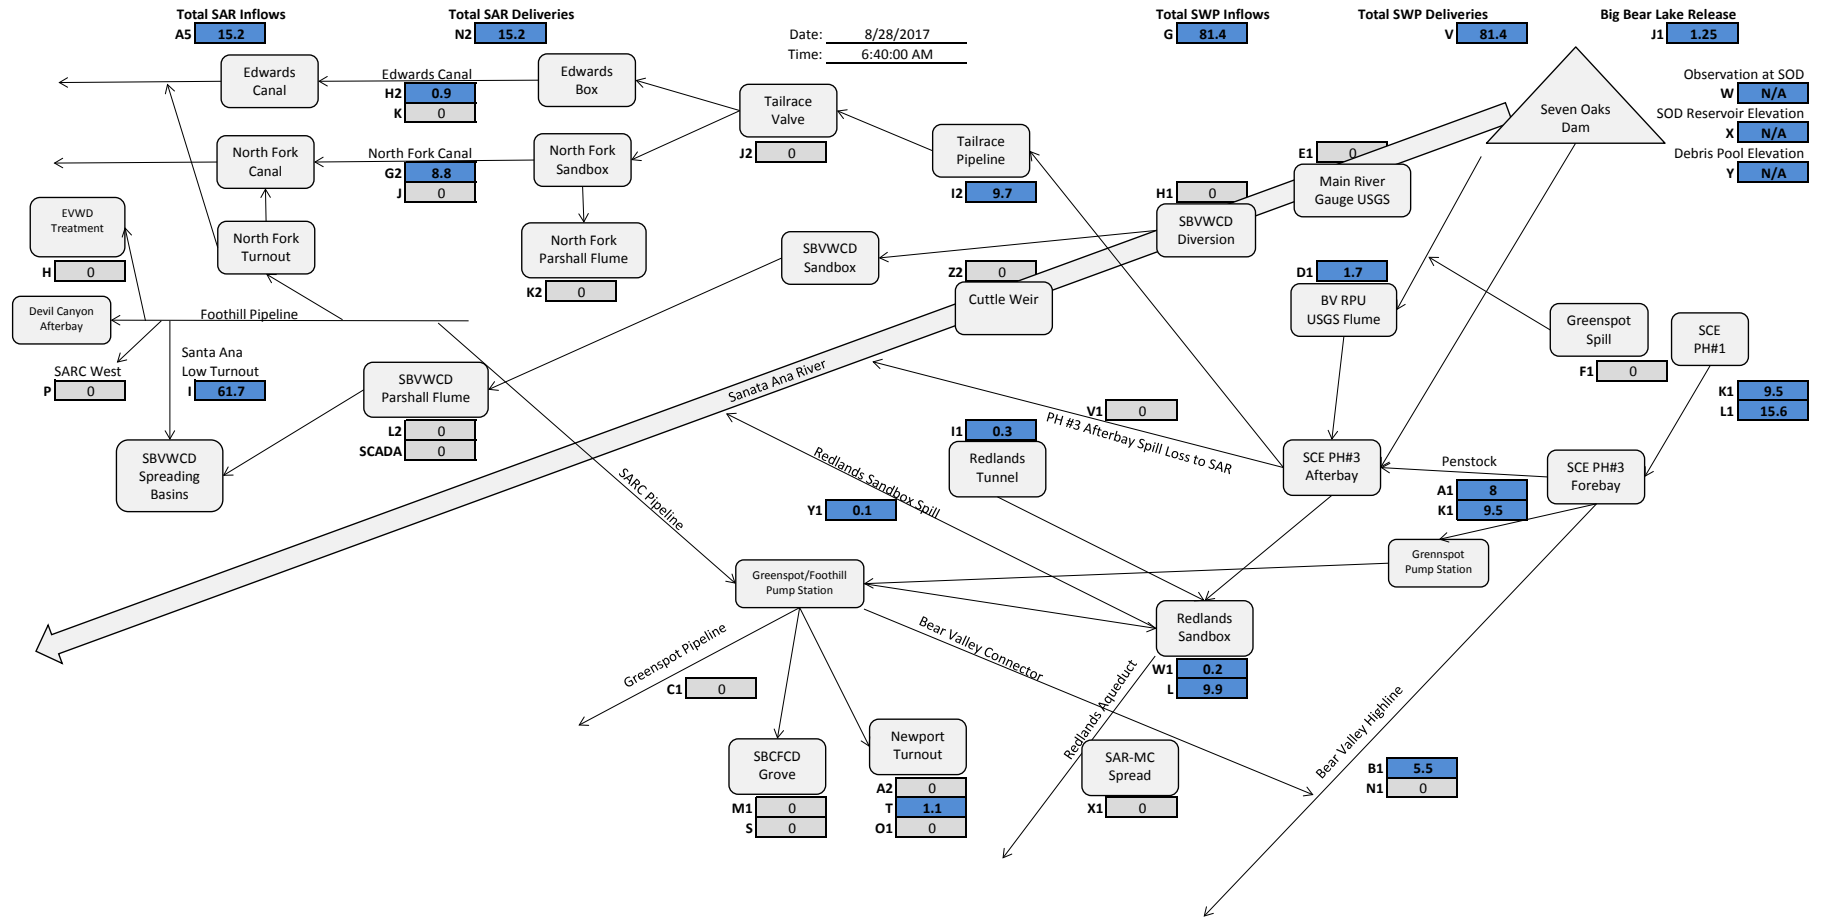 Total SAR Inflows
A5 15.2
Total SAR Deliveries
N2 15.2
Date: 8/28/2017
Time: 6:40:00 AM
Total SWP Inflows
G 81.4
Total SWP Deliveries
V 81.4
Big Bear Lake Release
J1 1.25
Observation at SOD
W N/A
SOD Reservoir Elevation
X N/A
Debris Pool Elevation
Y N/A
Seven Oaks
Dam
Edwards
Canal
Edwards Canal
H2 0.9
K 0
Edwards
Box
Tailrace
Valve
J2 0
Tailrace
Pipeline
I2 9.7
North Fork
Canal
North Fork Canal
G2 8.8
J 0
North Fork
Sandbox
E1 0
Main River
Gauge USGS
H1 0
SBVWCD
Diversion
EVWD
Treatment
H 0
North Fork
Turnout
North Fork
Parshall Flume
K2 0
SBVWCD
Sandbox
Z2 0
Cuttle Weir
D1 1.7
BV RPU
USGS Flume
Greenspot
Spill
F1 0
SCE
PH#1
K1 9.5
L1 15.6
Devil Canyon
Afterbay
Foothill Pipeline
SARC West
P 0
Santa Ana
Low Turnout
I 61.7
SBVWCD
Parshall Flume
L2 0
SCADA 0
Sanata Ana River
SBVWCD
Spreading
Basins
SARC Pipeline
V1 0
PH #3 Afterbay Spill Loss to SAR
I1 0.3
Redlands
Tunnel
Redlands Sandbox Spill
Y1 0.1
SCE PH#3
Afterbay
Penstock
A1 8
K1 9.5
SCE PH#3
Forebay
Grennspot
Pump Station
Greenspot/Foothill
Pump Station
Redlands
Sandbox
W1 0.2
L 9.9
Greenspot Pipeline
C1 0
Bear Valley Connector
Redlands Aqueduct
Bear Valley Highline
SBCFCD
Grove
M1 0
S 0
Newport
Turnout
A2 0
T 1.1
O1 0
SAR-MC
Spread
X1 0
B1 5.5
N1 0